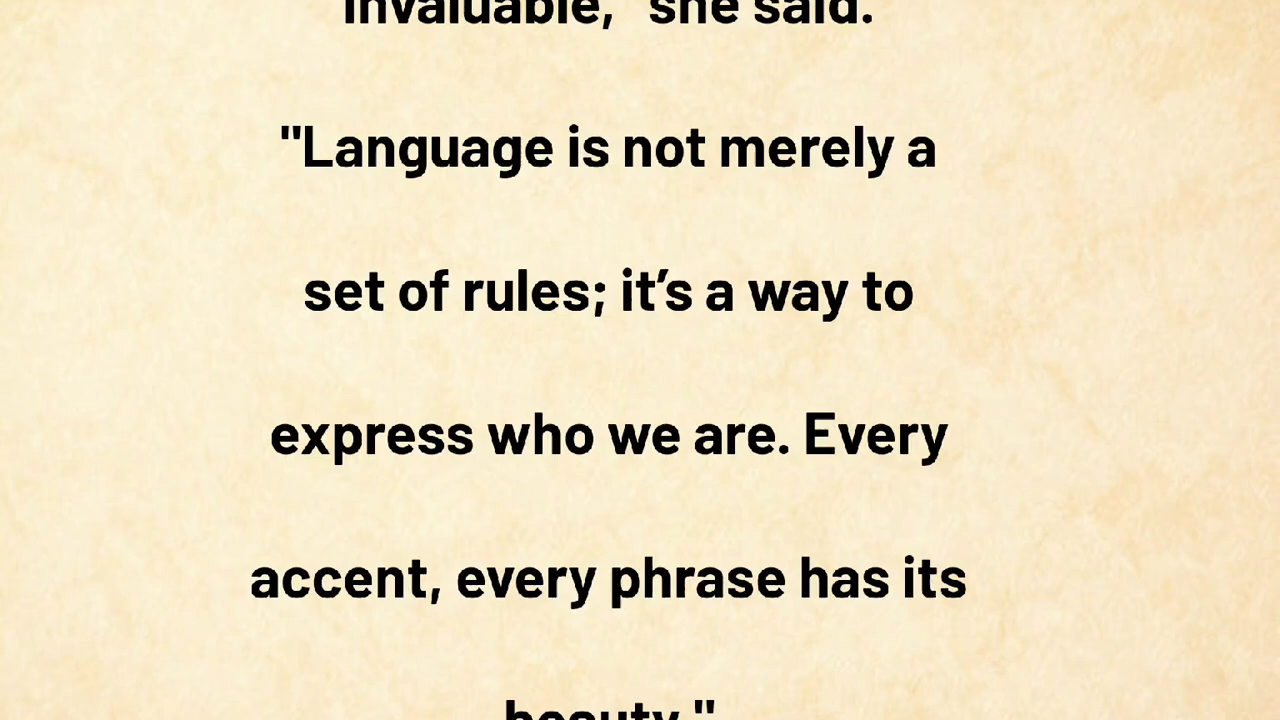 invaluable," she said.
"Language is not merely a
set of rules; it’s a way to
express who we are. Every
accent, every phrase has its
beauty."